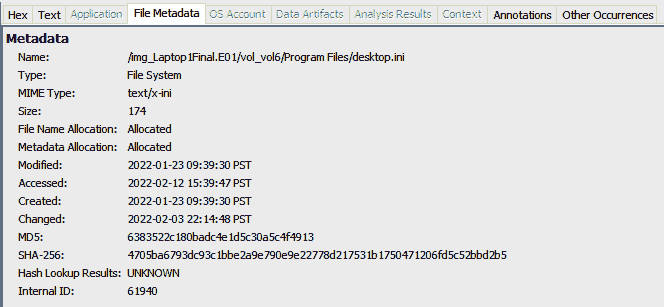 Hex Text Application File Metadata OS Account Data Artifacts Analysis Results Context Annotations Other Occurrences
Metadata
Name: /img_Laptop1Final.E01/vol_vol6/Program Files/desktop.ini
Type: File System
MIME Type: text/x-ini
Size: 174
File Name Allocation: Allocated
Metadata Allocation: Allocated
Modified: 2022-01-23 09:39:30 PST
Accessed: 2022-02-12 15:39:47 PST
Created: 2022-01-23 09:39:30 PST
Changed: 2022-02-03 22:14:48 PST
MD5: 6383522c180badc4e1d5c30a5c4f4913
SHA-256: 4705ba6793dc93c1bbe2a9e790e9e22778d217531b1750471206fd5c52bbd2b5
Hash Lookup Results: UNKNOWN
Internal ID: 61940